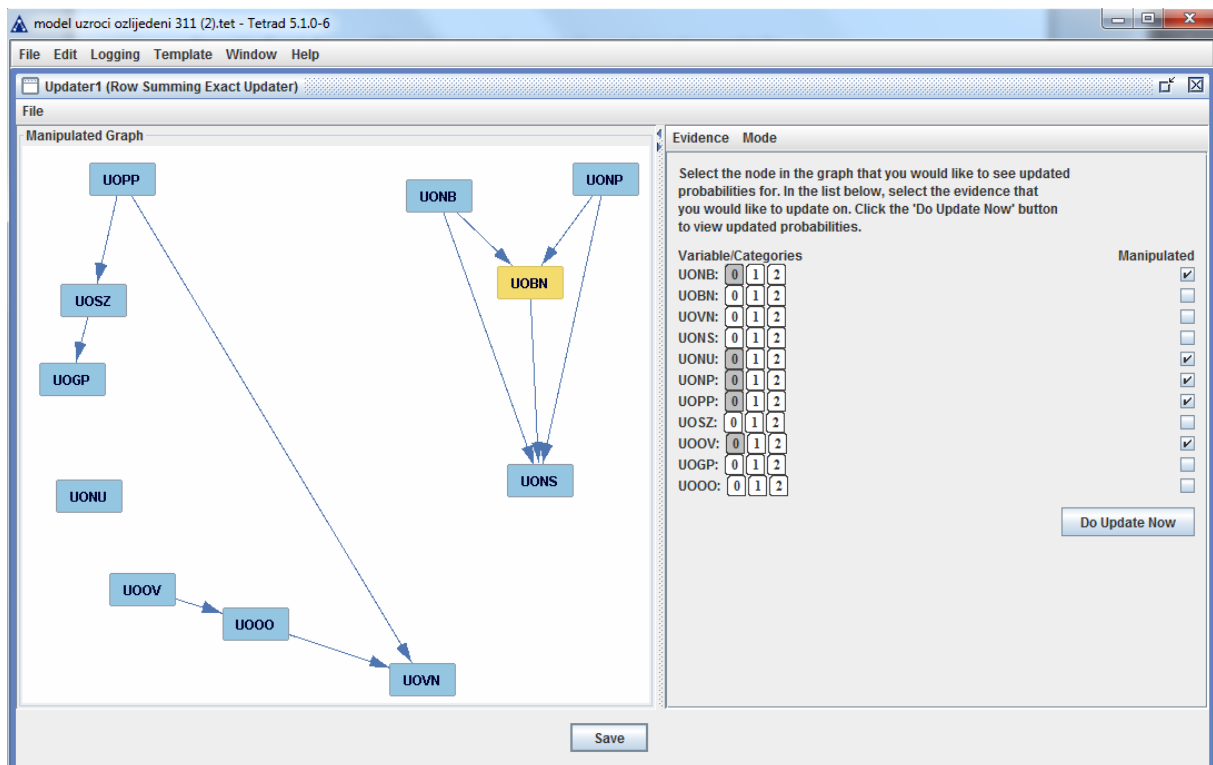 model uzroci ozlijedeni 311 (2).tet - Tetrad 5.1.0-6
File Edit Logging Template Window Help
Updater1 (Row Summing Exact Updater)
File
Manipulated Graph
UOPP
UONB
UONP
UOBN
UOSZ
UOGP
UONS
UONU
UOOV
UOOO
UOVN
Evidence Mode
Select the node in the graph that you would like to see updated
probabilities for. In the list below, select the evidence that
you would like to update on. Click the 'Do Update Now' button
to view updated probabilities.
Variable/Categories Manipulated
UONB: 0 1 2
UOBN: 0 1 2
UOVN: 0 1 2
UONS: 0 1 2
UONU: 0 1 2
UONP: 0 1 2
UOPP: 0 1 2
UOSZ: 0 1 2
UOOV: 0 1 2
UOGP: 0 1 2
UOOO: 0 1 2
Do Update Now
Save